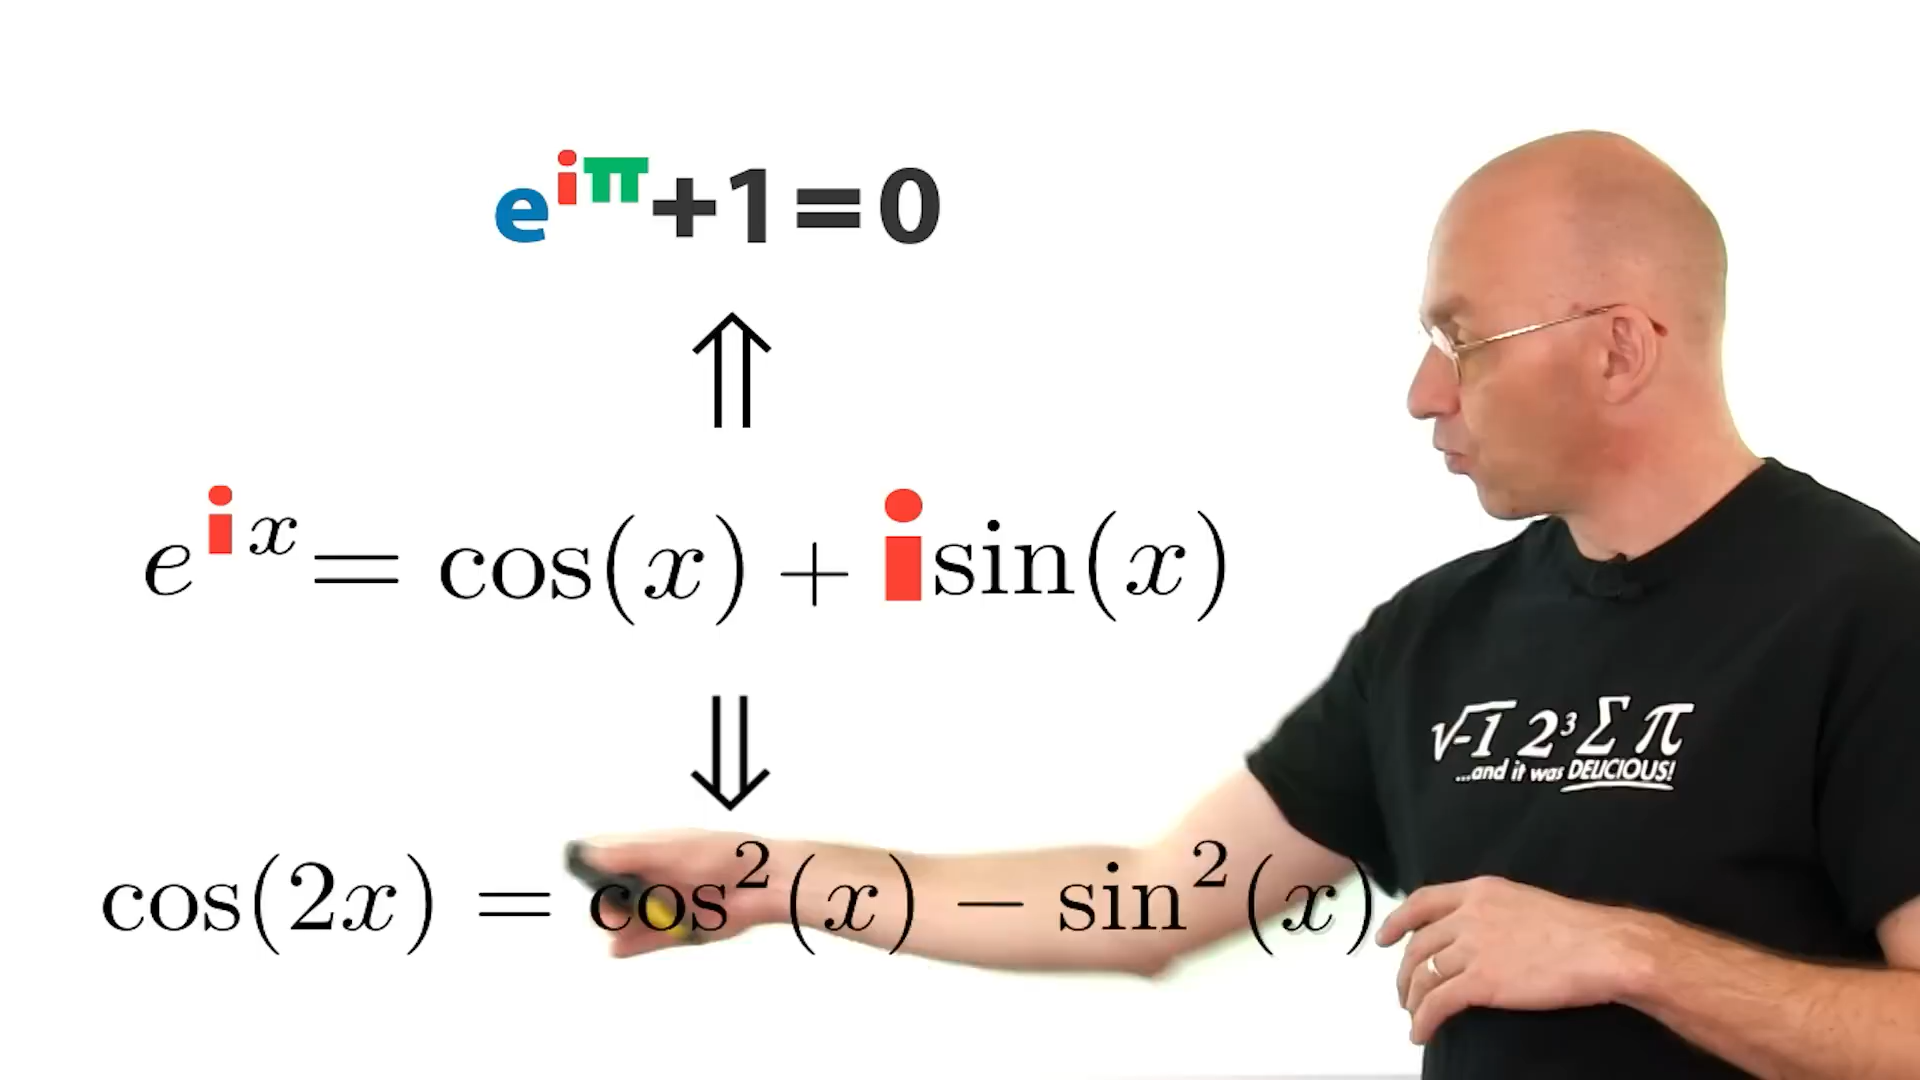 e^{iπ}+1=0
⇑
e^{ix} = cos(x) + i sin(x)
⇓
cos(2x) = cos²(x) − sin²(x)
√-1 2³ Σ π
...and it was DELICIOUS!